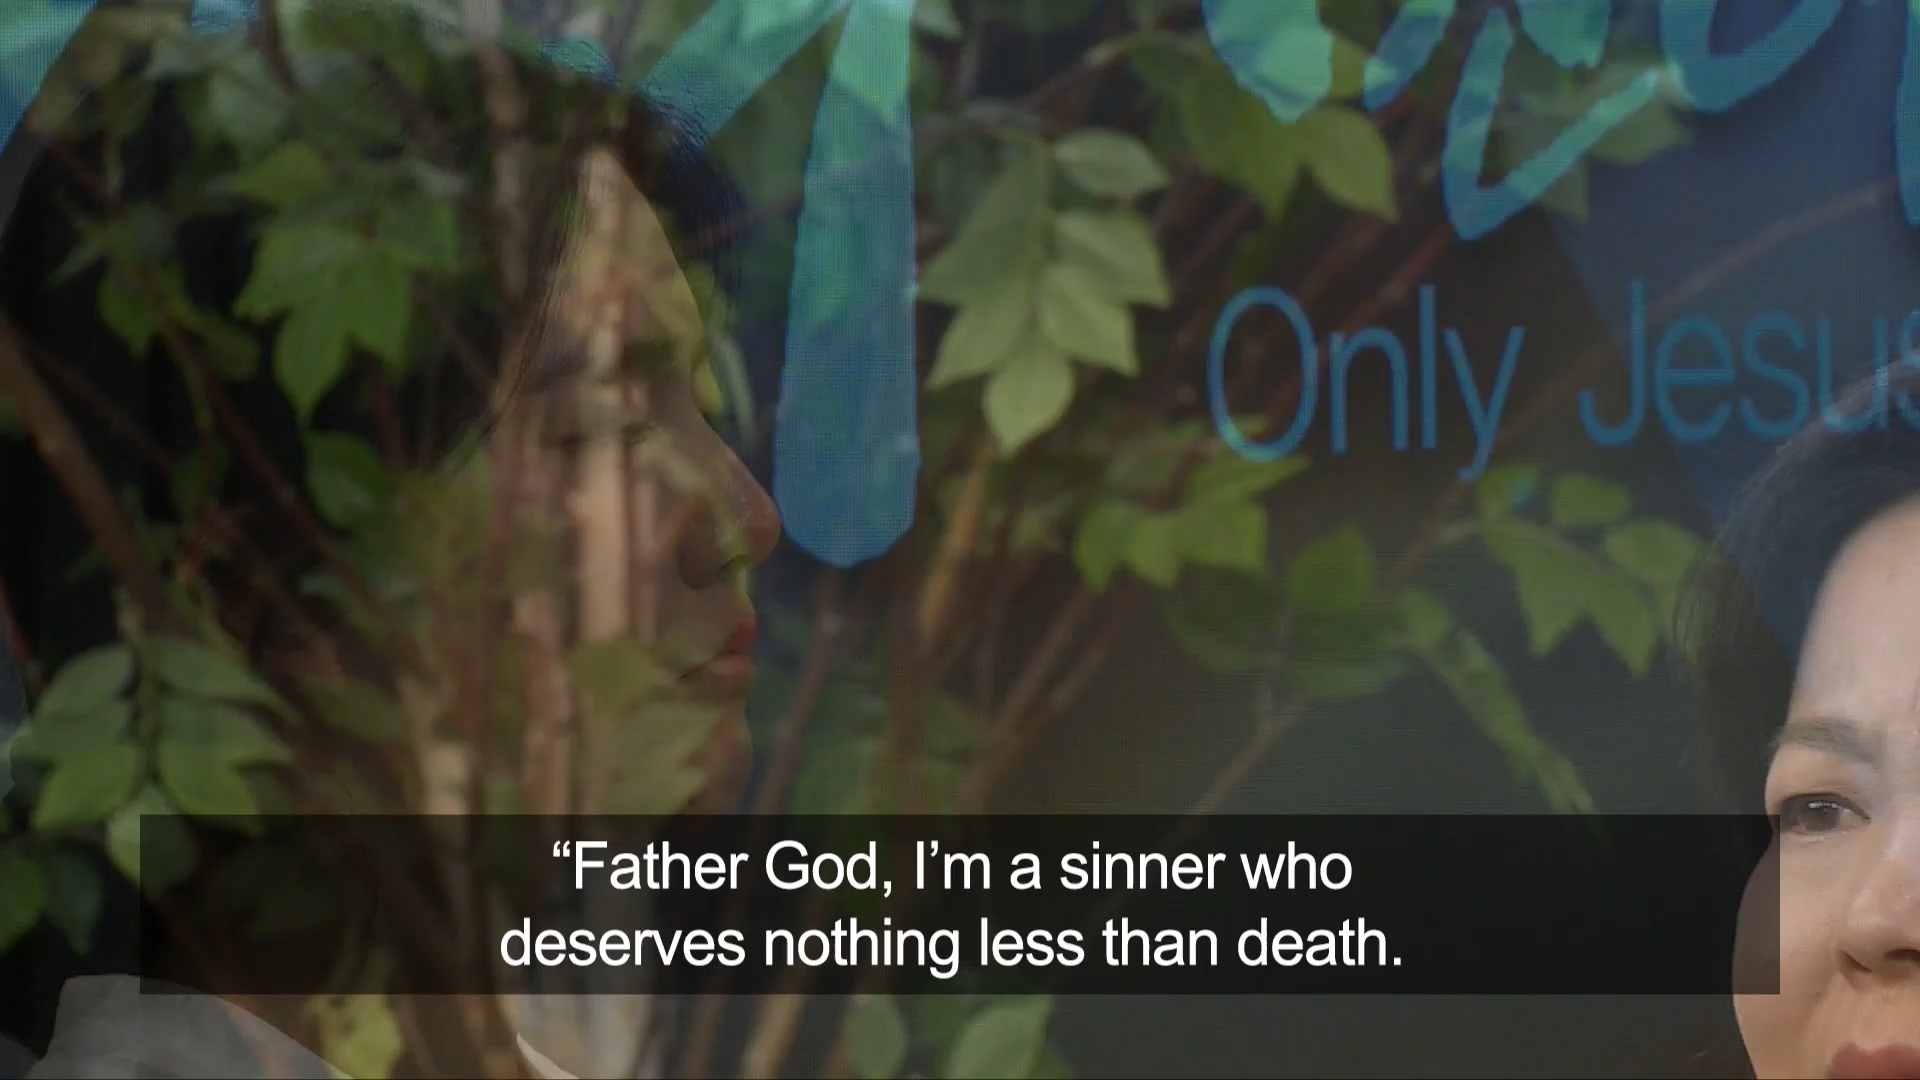 Only Jesus
“Father God, I’m a sinner who
deserves nothing less than death.